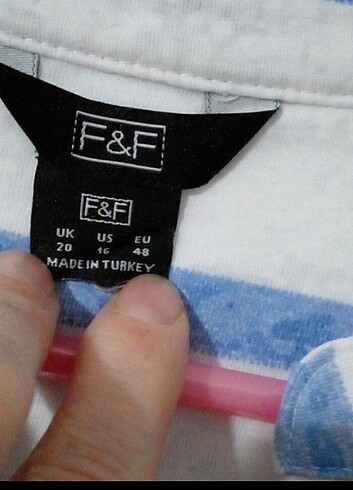 F&F
F&F
UK US EU
20 16 48
MADE IN TURKEY